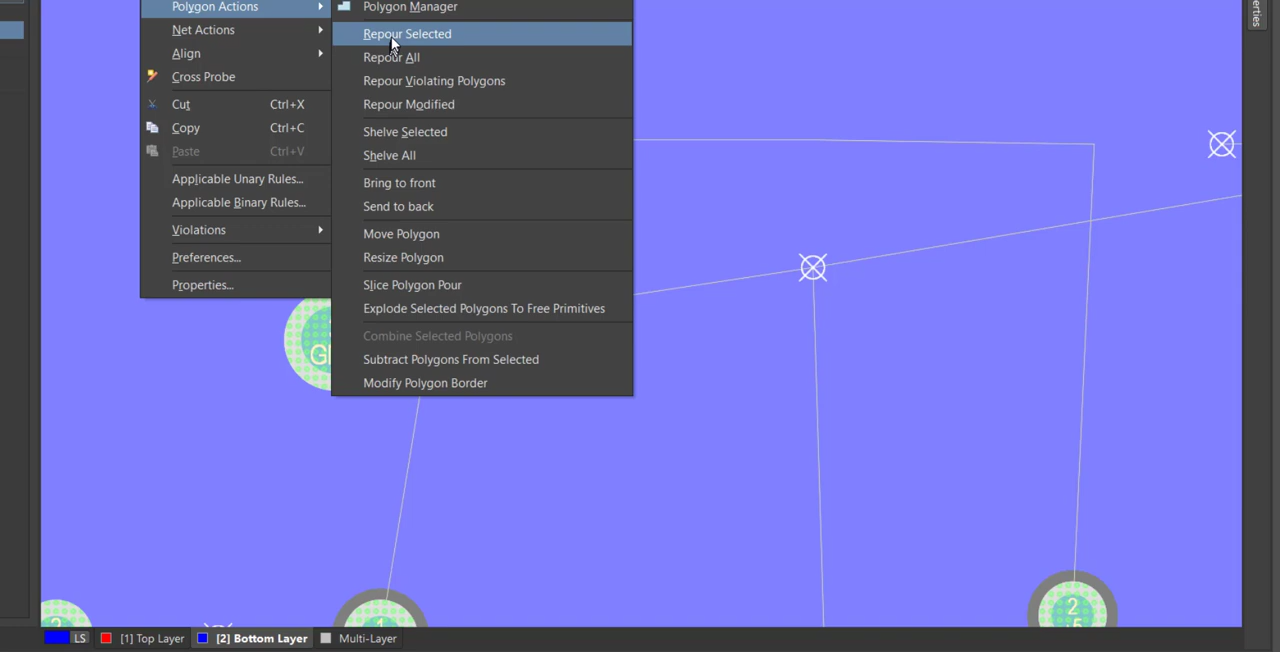 Polygon Actions
Net Actions
Align
Cross Probe
Cut Ctrl+X
Copy Ctrl+C
Paste Ctrl+V
Applicable Unary Rules...
Applicable Binary Rules...
Violations
Preferences...
Properties...
Polygon Manager
Repour Selected
Repour All
Repour Violating Polygons
Repour Modified
Shelve Selected
Shelve All
Bring to front
Send to back
Move Polygon
Resize Polygon
Slice Polygon Pour
Explode Selected Polygons To Free Primitives
Combine Selected Polygons
Subtract Polygons From Selected
Modify Polygon Border
2
LS
[1] Top Layer
[2] Bottom Layer
Multi-Layer